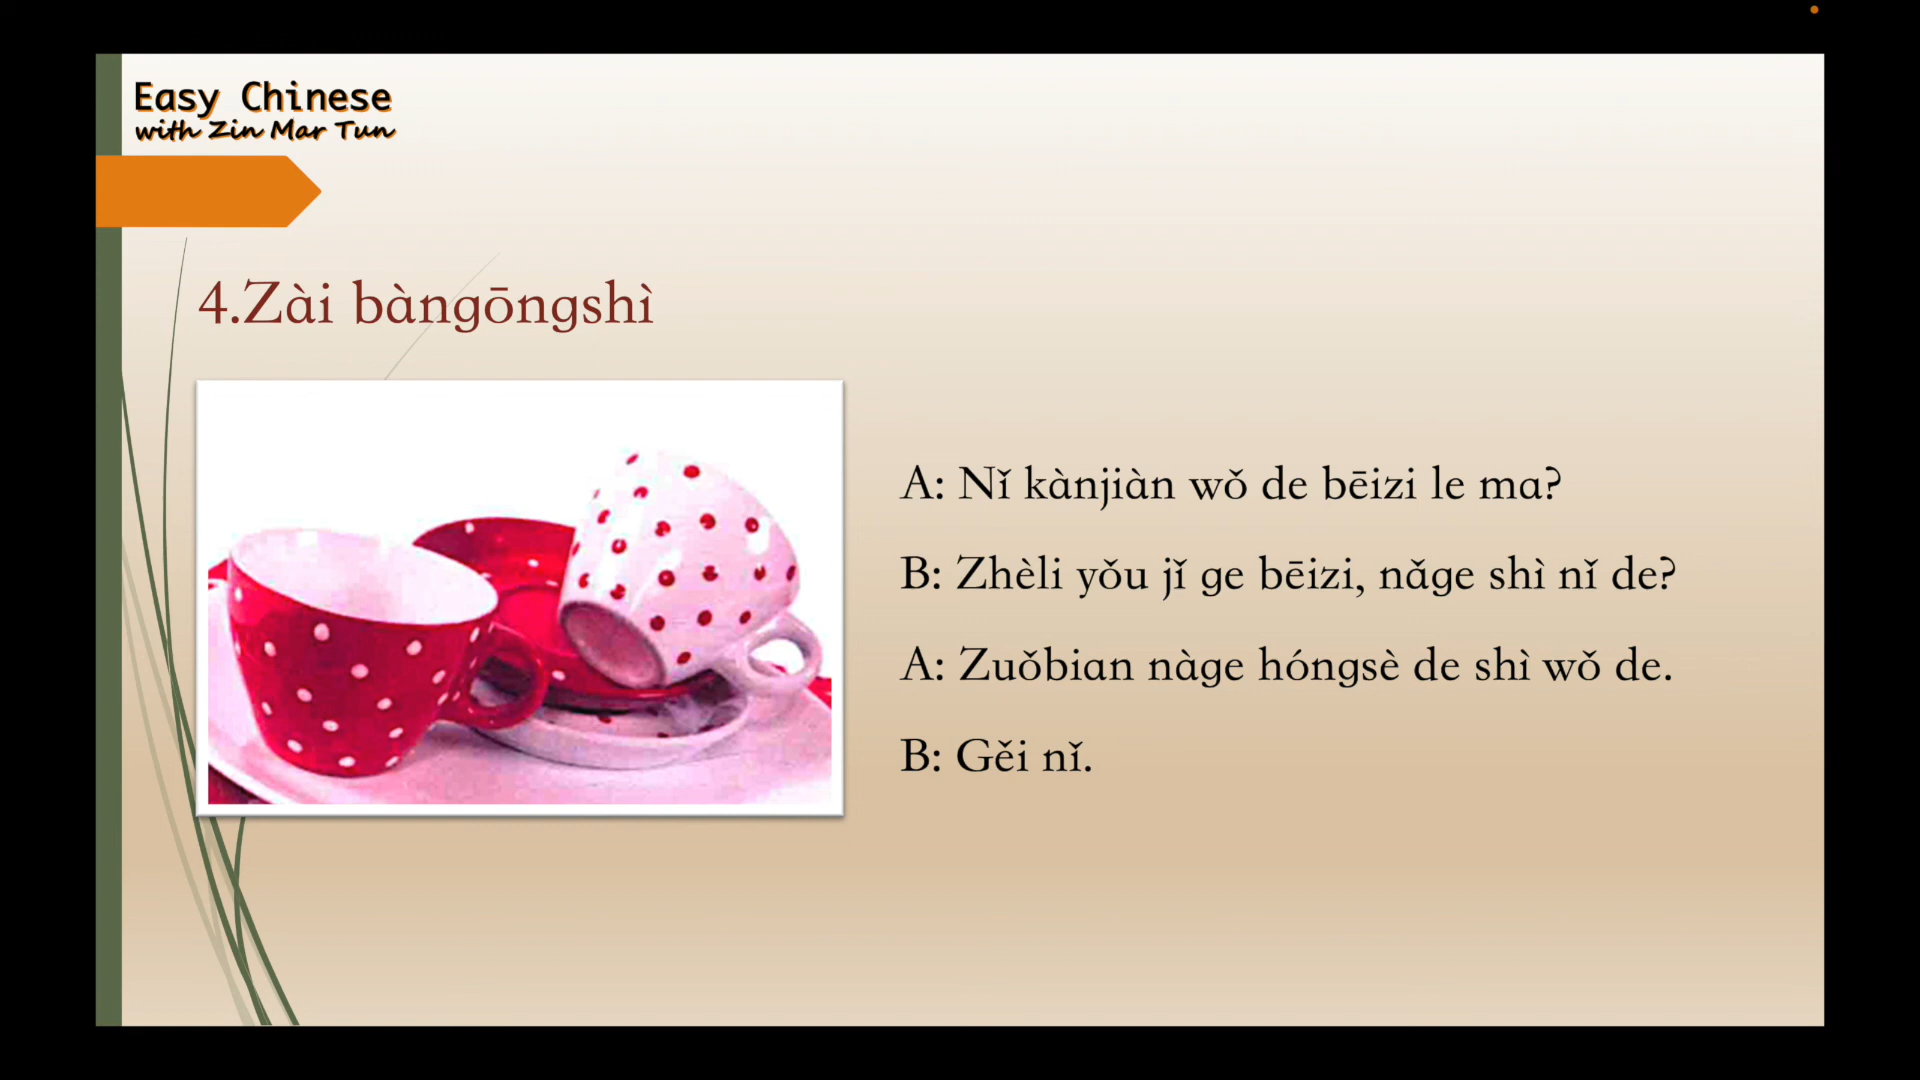 Easy Chinese
with Zin Mar Tun
4.Zài bàngōngshì
A: Nǐ kànjiàn wǒ de bēizi le ma?
B: Zhèli yǒu jǐ ge bēizi, nǎge shì nǐ de?
A: Zuǒbian nàge hóngsè de shì wǒ de.
B: Gěi nǐ.